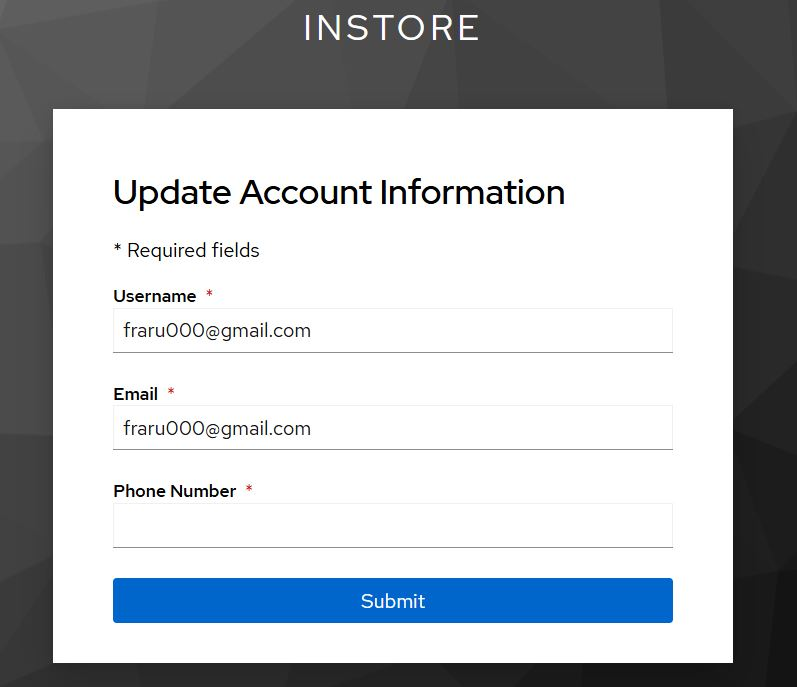 INSTORE
Update Account Information
* Required fields
Username *
fraru000@gmail.com
Email *
fraru000@gmail.com
Phone Number *
Submit